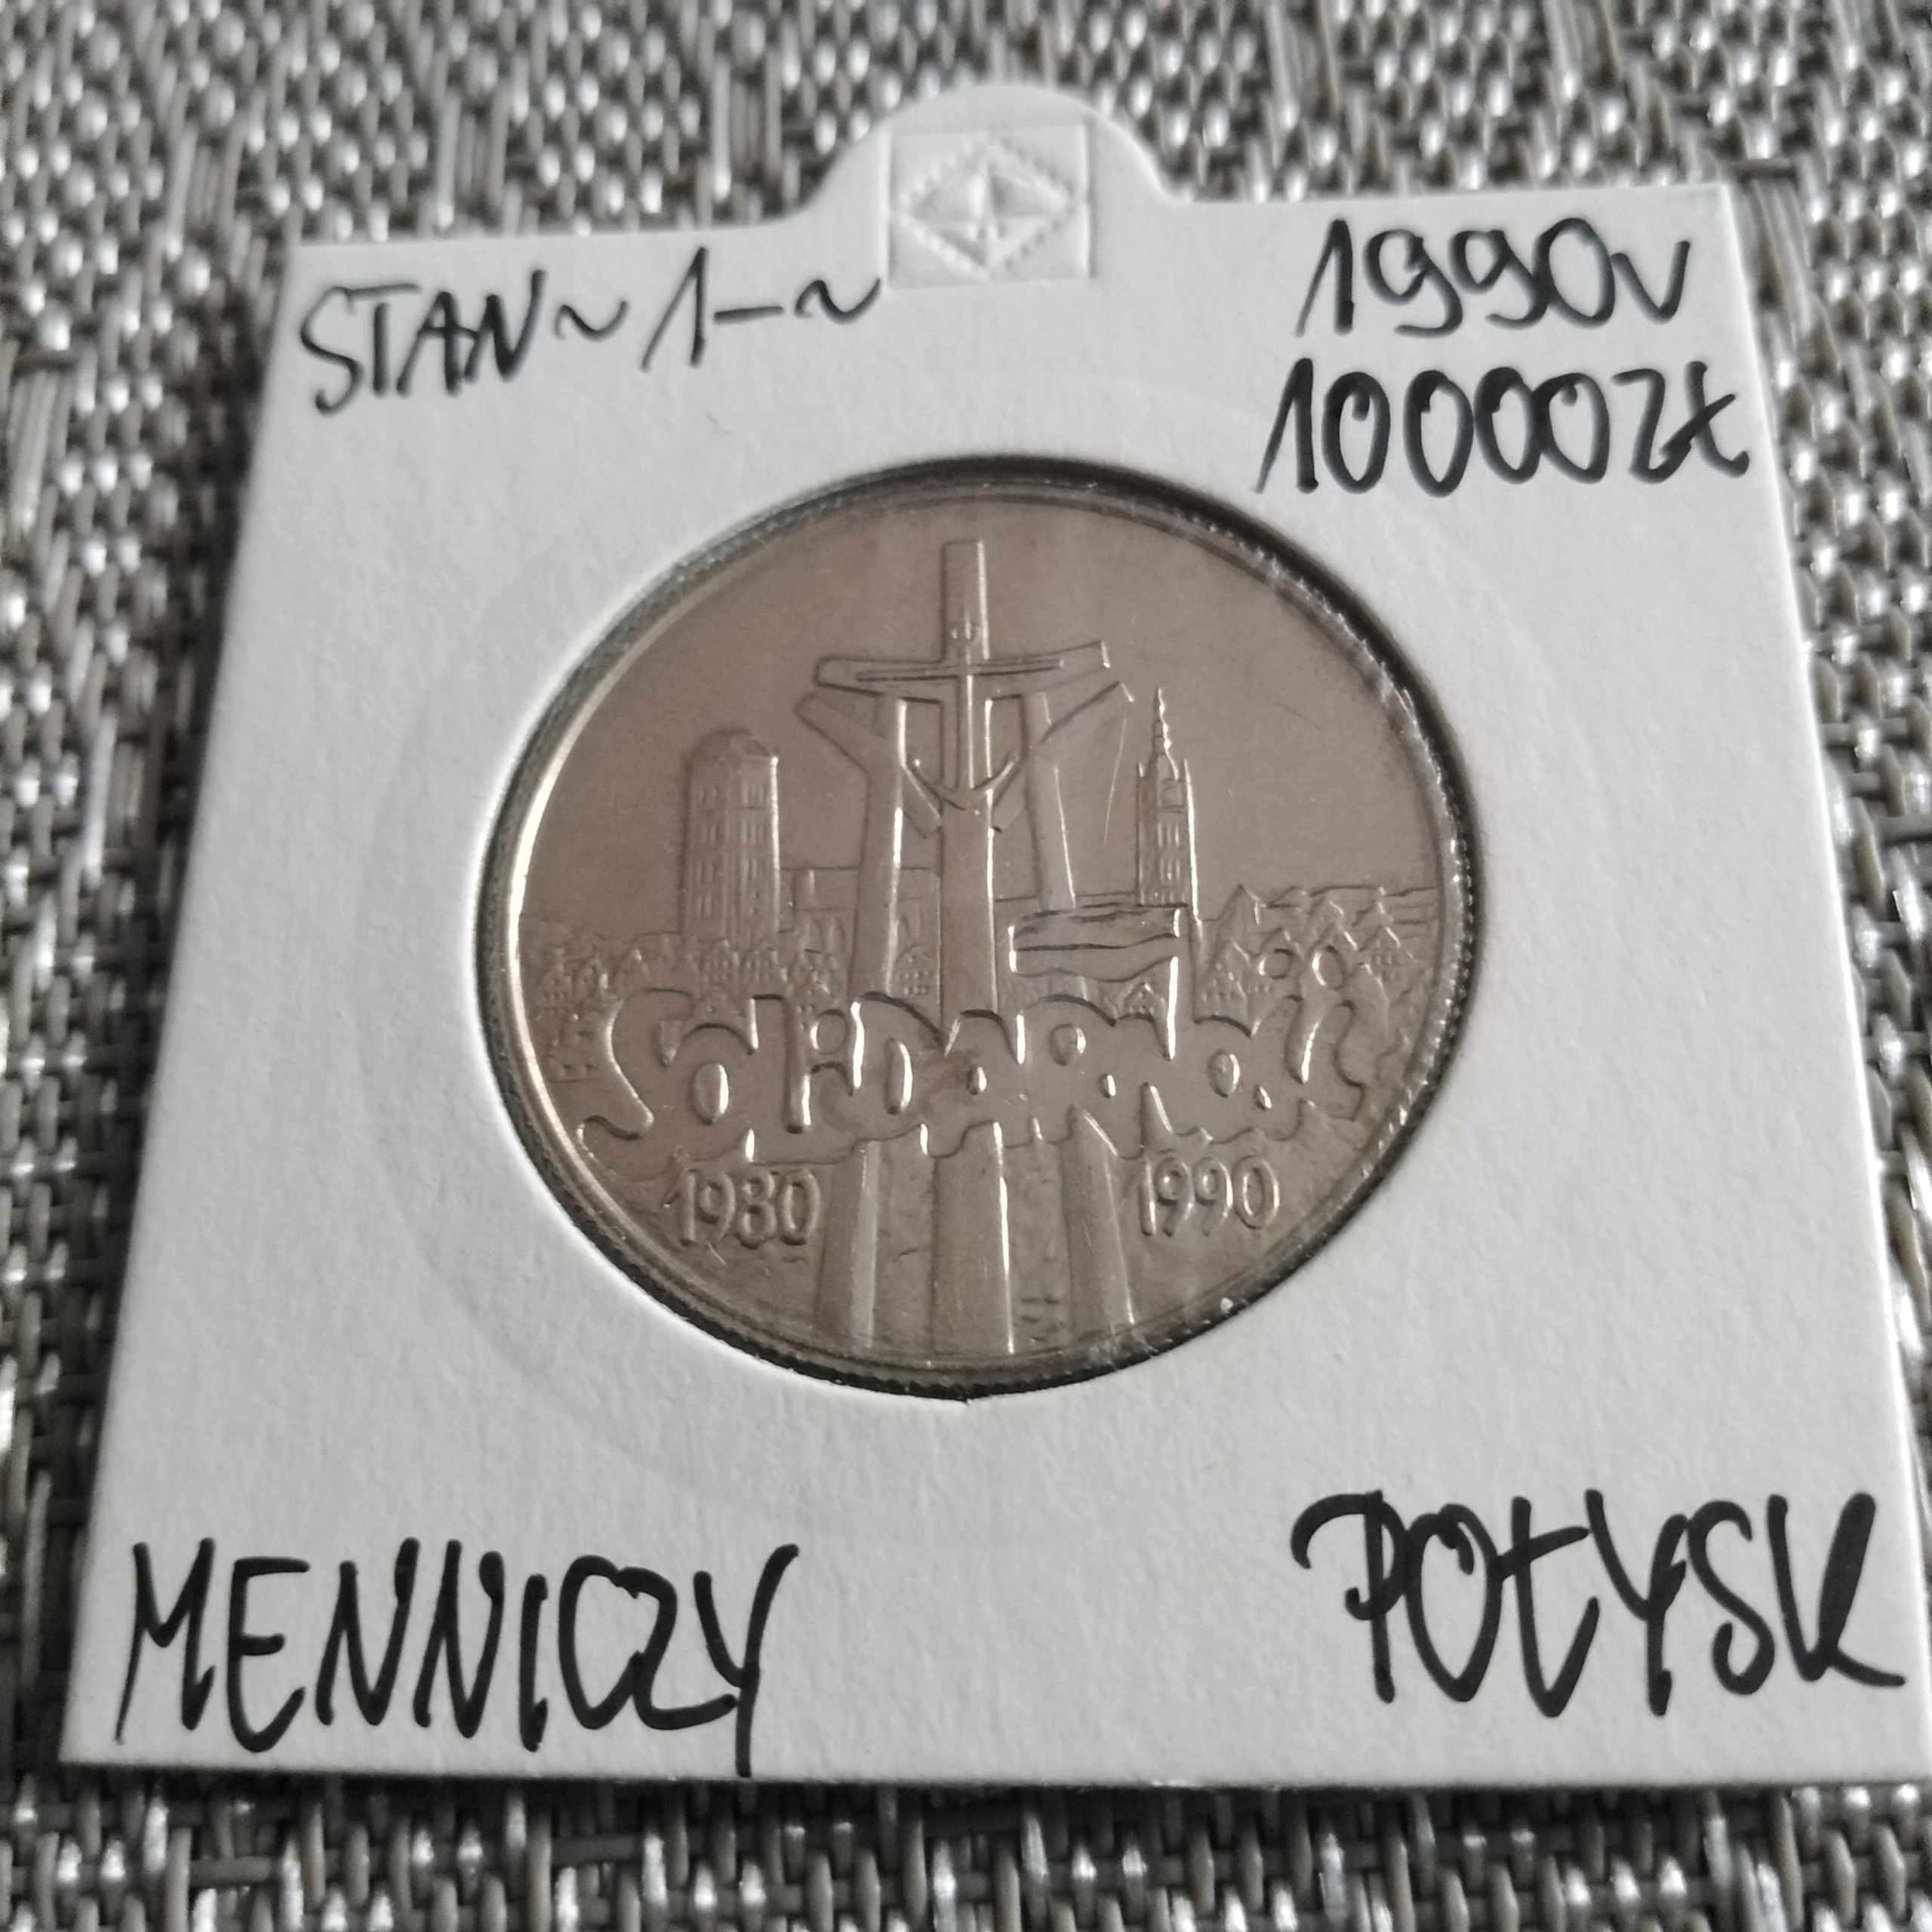 STAN ~ 1- ~
1990r
10000zł
SOLIDARNOŚĆ
1980 1990
MENNICZY POŁYSK